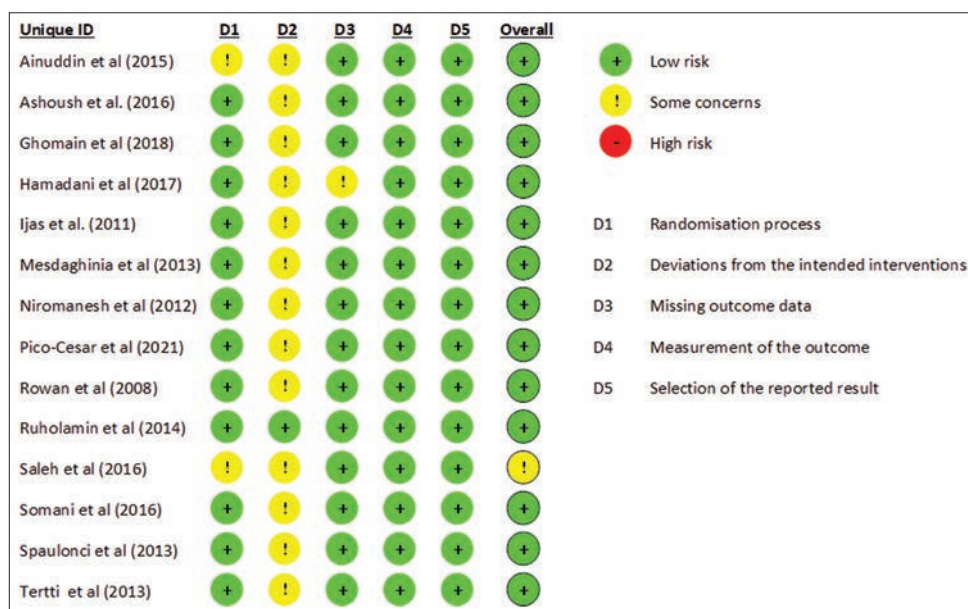 Unique ID D1 D2 D3 D4 D5 Overall
Ainuddin et al (2015) ! ! + + + +
Ashoush et al. (2016) + ! + + + +
Ghomain et al (2018) + ! + + + +
Hamadani et al (2017) + ! ! + + +
Ijas et al. (2011) + ! + + + +
Mesdaghinia et al (2013) + ! + + + +
Niromanesh et al (2012) + ! + + + +
Pico-Cesar et al (2021) + ! + + + +
Rowan et al (2008) + ! + + + +
Ruholamin et al (2014) + + + + + +
Saleh et al (2016) ! ! + + + !
Somani et al (2016) + ! + + + +
Spaulonci et al (2013) + ! + + + +
Tertti et al (2013) + ! + + + +
+ Low risk
! Some concerns
- High risk
D1 Randomisation process
D2 Deviations from the intended interventions
D3 Missing outcome data
D4 Measurement of the outcome
D5 Selection of the reported result